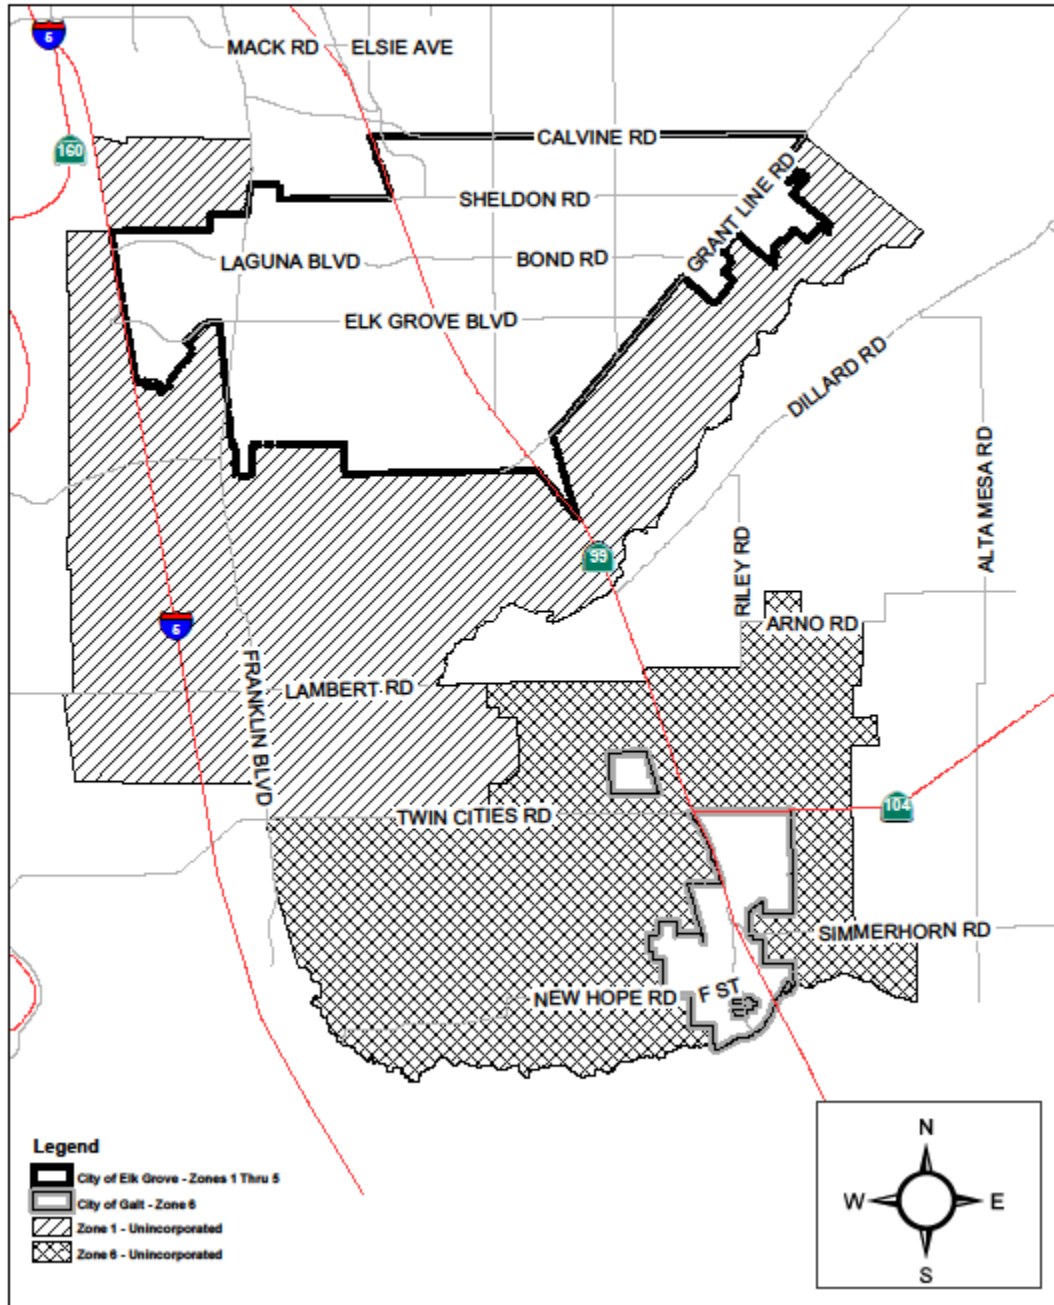 5
MACK RD
ELSIE AVE
160
CALVINE RD
SHELDON RD
GRANT LINE RD
LAGUNA BLVD
BOND RD
ELK GROVE BLVD
DILLARD RD
ALTA MESA RD
99
RILEY RD
ARNO RD
5
FRANKLIN BLVD
LAMBERT RD
TWIN CITIES RD
104
SIMMERHORN RD
NEW HOPE RD
F ST
Legend
City of Elk Grove - Zones 1 Thru 5
City of Galt - Zone 6
Zone 1 - Unincorporated
Zone 6 - Unincorporated
N
W
E
S